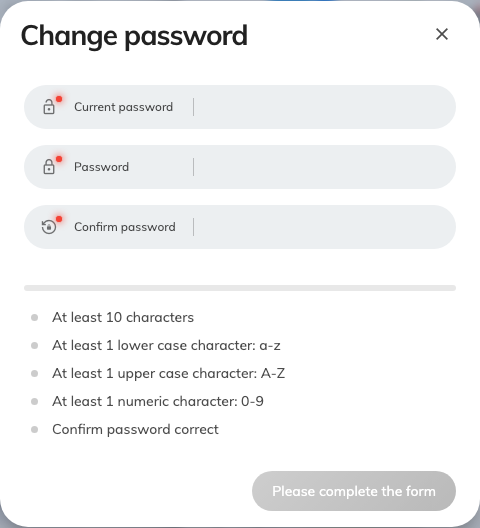 Change password
Current password
Password
Confirm password
At least 10 characters
At least 1 lower case character: a-z
At least 1 upper case character: A-Z
At least 1 numeric character: 0-9
Confirm password correct
Please complete the form